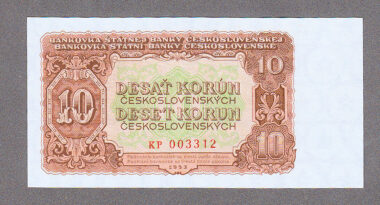 BANKOVKA ŠTÁTNEJ BANKY ČESKOSLOVENSKEJ
BANKOVKA STÁTNÍ BANKY ČESKOSLOVENSKÉ
10
10
DESAŤ KORÚN
ČESKOSLOVENSKÝCH
DESET KORUN
ČESKOSLOVENSKÝCH
KP 003312
10
1953